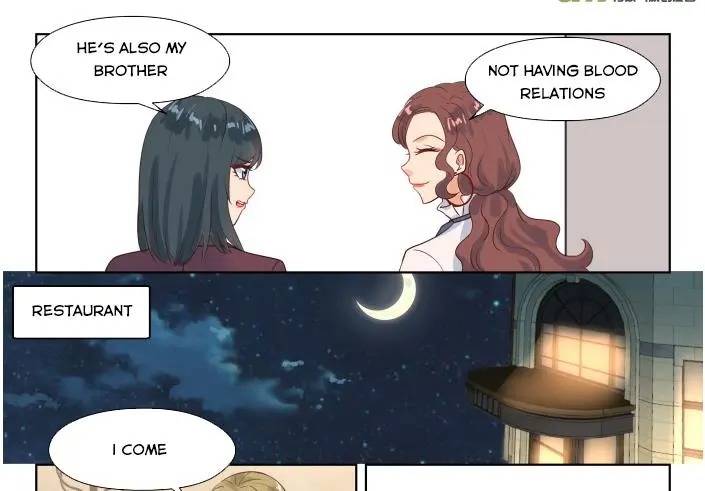 HE'S ALSO MY
BROTHER
NOT HAVING BLOOD
RELATIONS
RESTAURANT
I COME